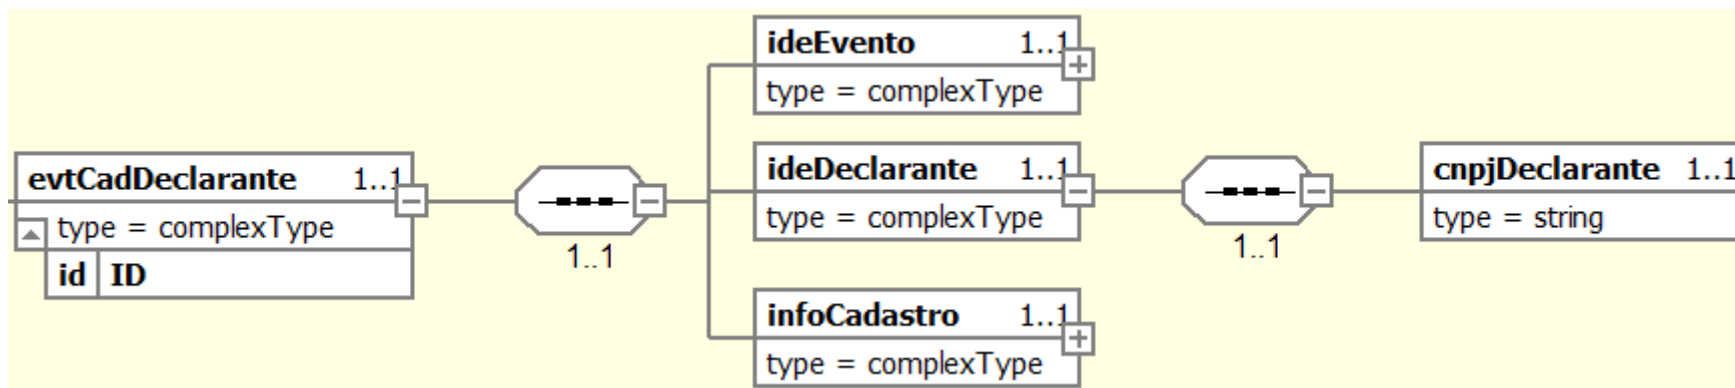 evtCadDeclarante 1..1
type = complexType
id ID
1..1
ideEvento 1..1
type = complexType
ideDeclarante 1..1
type = complexType
infoCadastro 1..1
type = complexType
1..1
cnpjDeclarante 1..1
type = string